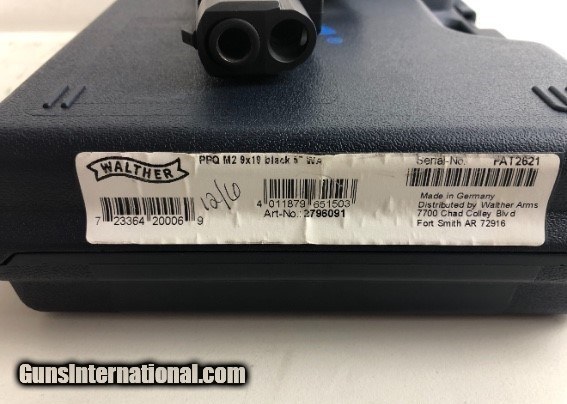 WALTHER
PPQ M2 9x19 black 5" WA
Serial-No. FAT2621
7 23364 20006 9
12/16
4 011879 651503
Art-No.: 2796091
Made in Germany
Distributed by Walther Arms
7700 Chad Colley Blvd
Fort Smith AR 72916
GunsInternational.com